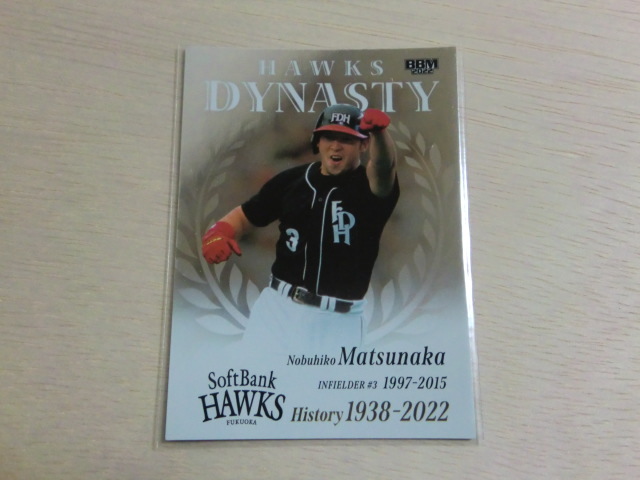 HAWKS
BBM
2022
DYNASTY
FDH
3
FDH
Nobuhiko Matsunaka
INFIELDER #3 1997-2015
SoftBank
HAWKS
FUKUOKA
History 1938-2022